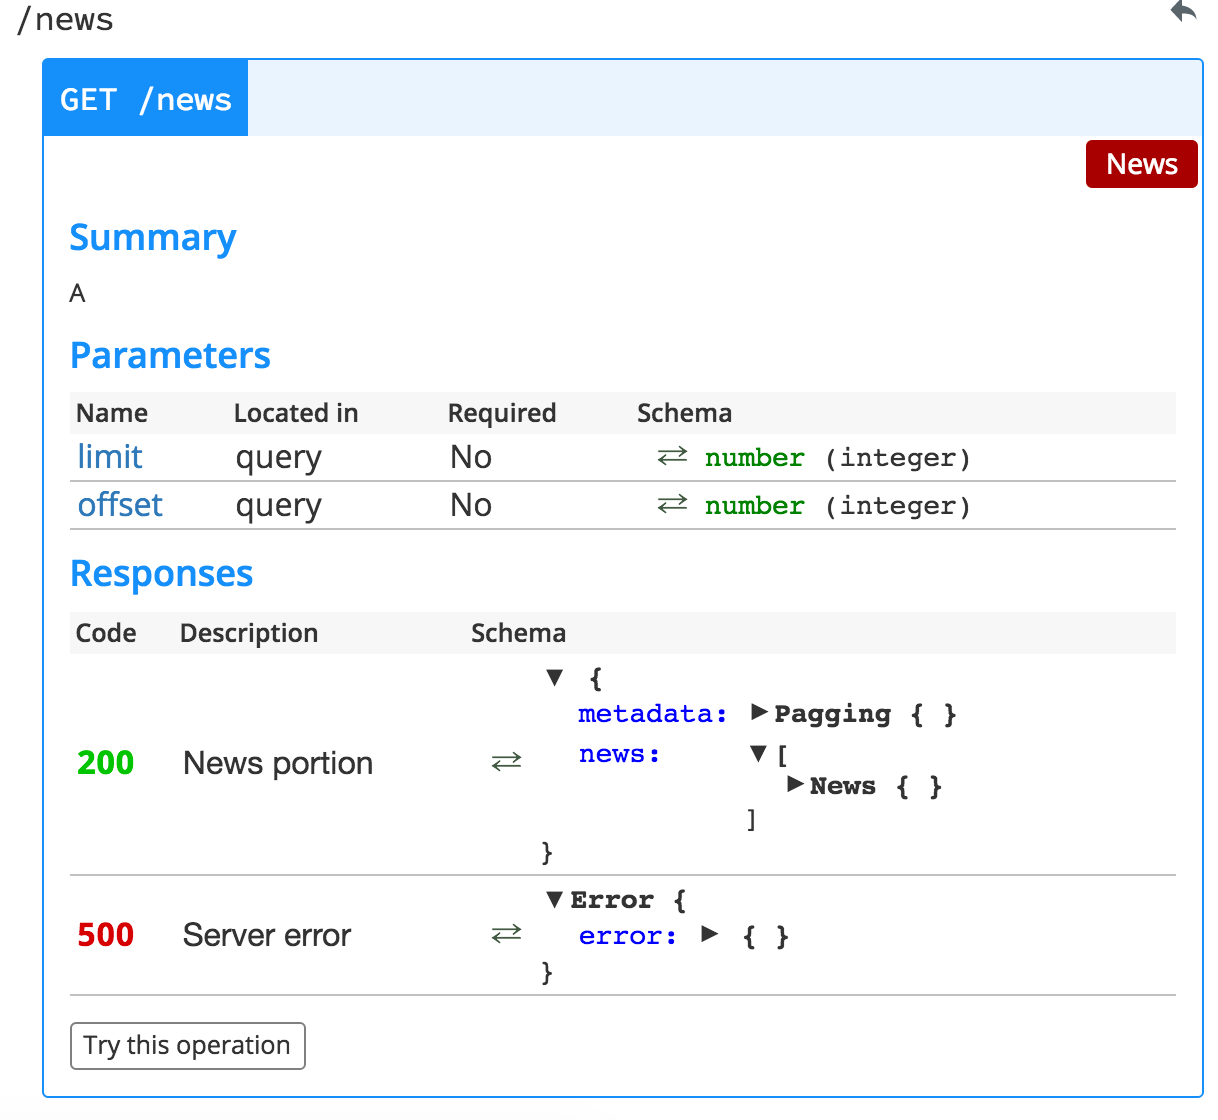 /news
GET /news
News
Summary
A
Parameters
Name Located in Required Schema
limit query No ⇄ number (integer)
offset query No ⇄ number (integer)
Responses
Code Description Schema
▼ {
metadata: ▶ Pagging { }
news: ▼ [
▶ News { }
]
}
200 News portion ⇄
▼ Error {
error: ▶ { }
}
500 Server error ⇄
Try this operation